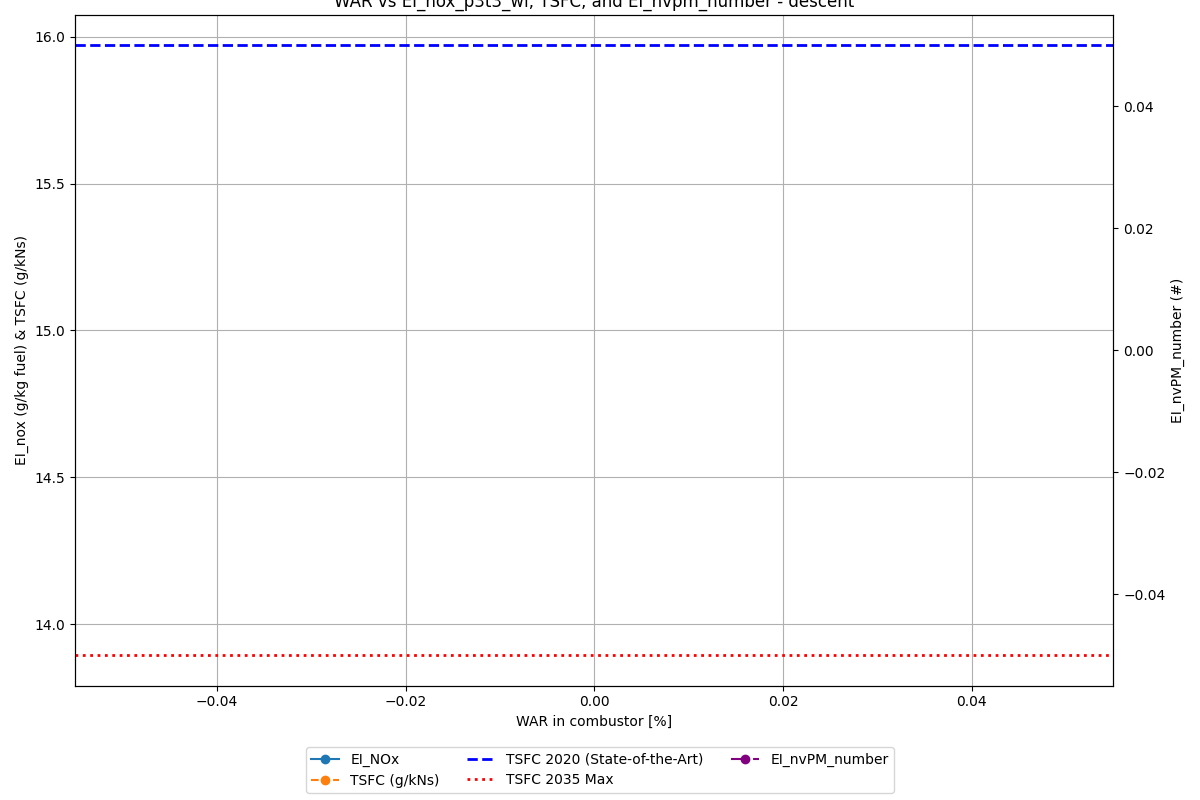 WAR vs EI_nox_p3t3_wi, TSFC, and EI_nvpm_number - descent
16.0
15.5
15.0
14.5
14.0
EI_nox (g/kg fuel) & TSFC (g/kNs)
0.04
0.02
0.00
−0.02
−0.04
EI_nvPM_number (#)
−0.04
−0.02
0.00
0.02
0.04
WAR in combustor [%]
EI_NOx
TSFC (g/kNs)
TSFC 2020 (State-of-the-Art)
TSFC 2035 Max
EI_nvPM_number